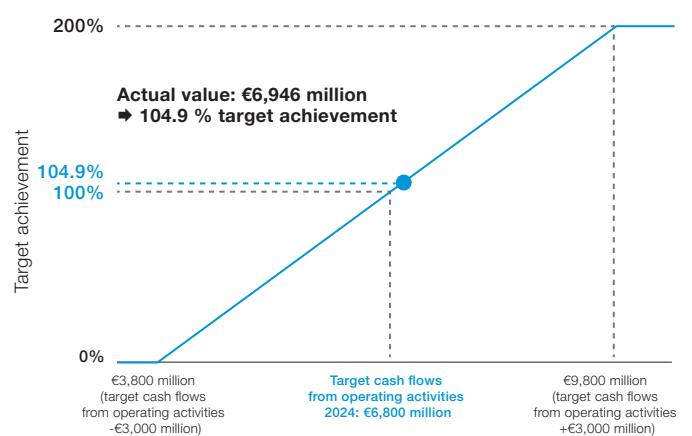 200%
Actual value: €6,946 million
➡ 104.9 % target achievement
Target achievement
104.9%
100%
0%
€3,800 million
(target cash flows
from operating activities
-€3,000 million)
Target cash flows
from operating activities
2024: €6,800 million
€9,800 million
(target cash flows
from operating activities
+€3,000 million)